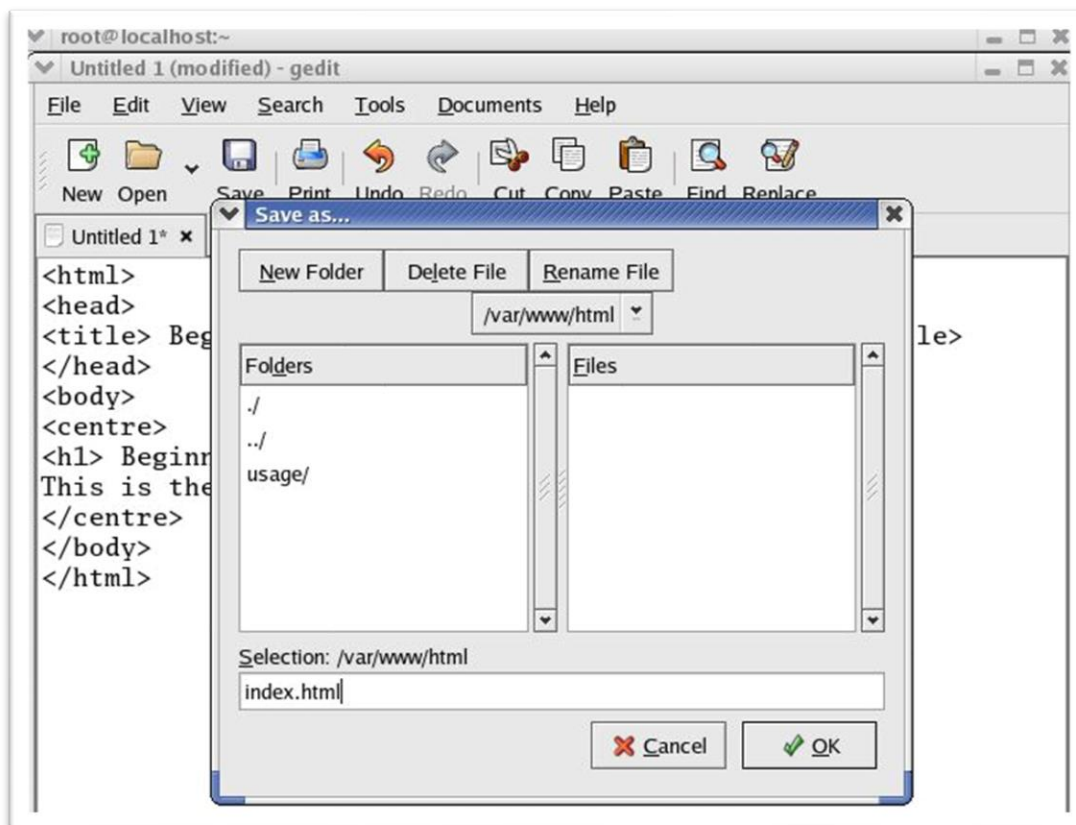 root@localhost:~
Untitled 1 (modified) - gedit
File Edit View Search Tools Documents Help
New Open Save Print Undo Redo Cut Copy Paste Find Replace
Untitled 1*
Save as...
New Folder Delete File Rename File
/var/www/html
Folders Files
./
../
usage/
Selection: /var/www/html
index.html
Cancel OK
<html>
<head>
<title> Beg le>
</head>
<body>
<centre>
<h1> Beginn
This is the
</centre>
</body>
</html>